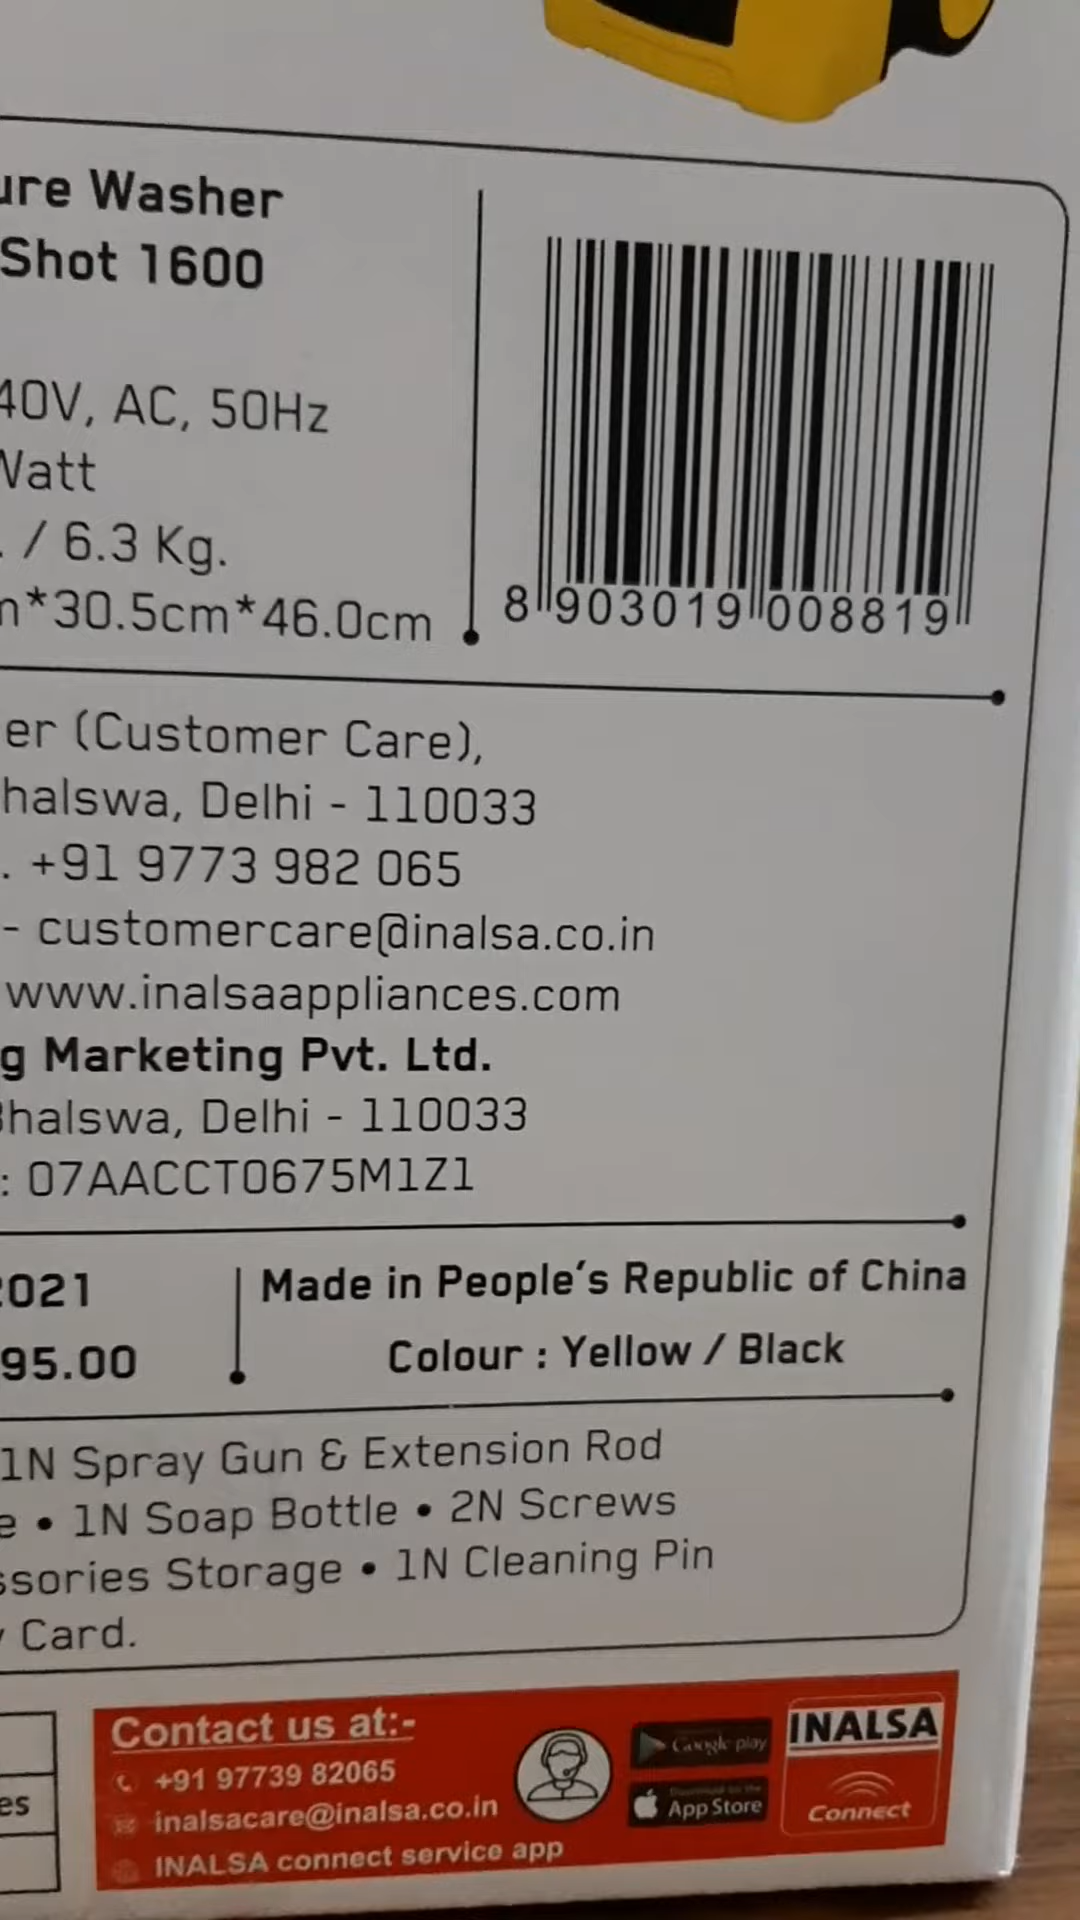 ure Washer
Shot 1600
40V, AC, 50Hz
Watt
. / 6.3 Kg.
m*30.5cm*46.0cm
8 903019 008819
er (Customer Care),
halswa, Delhi - 110033
. +91 9773 982 065
- customercare@inalsa.co.in
www.inalsaappliances.com
g Marketing Pvt. Ltd.
Bhalswa, Delhi - 110033
: 07AACCT0675M1Z1
2021
95.00
Made in People's Republic of China
Colour : Yellow / Black
1N Spray Gun & Extension Rod
e • 1N Soap Bottle • 2N Screws
ssories Storage • 1N Cleaning Pin
y Card.
es
Contact us at:-
+91 97739 82065
inalsacare@inalsa.co.in
INALSA connect service app
Google play
App Store
INALSA
Connect